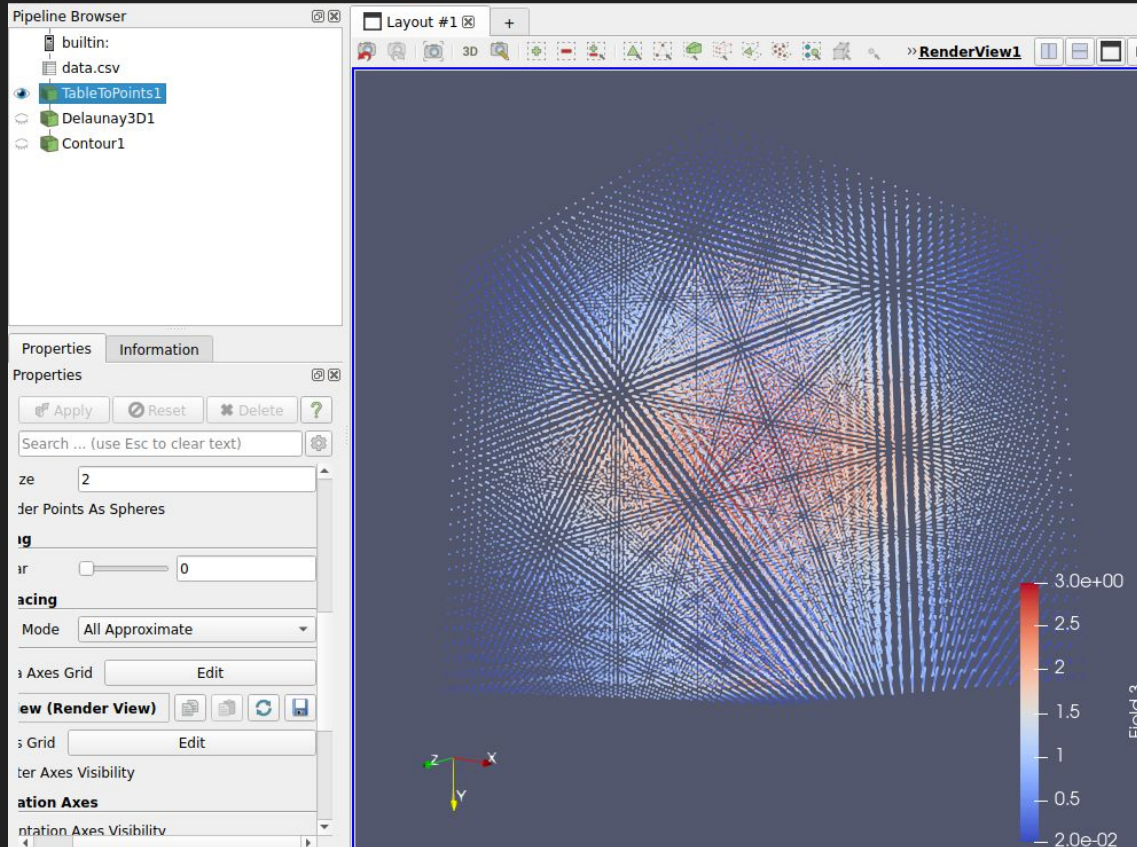 Pipeline Browser
builtin:
data.csv
TableToPoints1
Delaunay3D1
Contour1
Properties Information
Properties
Apply Reset Delete ?
Search ... (use Esc to clear text)
ze 2
der Points As Spheres
ng
ar 0
acing
Mode All Approximate
a Axes Grid Edit
ew (Render View)
s Grid Edit
ter Axes Visibility
ation Axes
ntation Axes Visibility
Layout #1 +
3D
» RenderView1
3.0e+00
2.5
2
1.5
1
0.5
2.0e-02
Field 3
Z X
Y